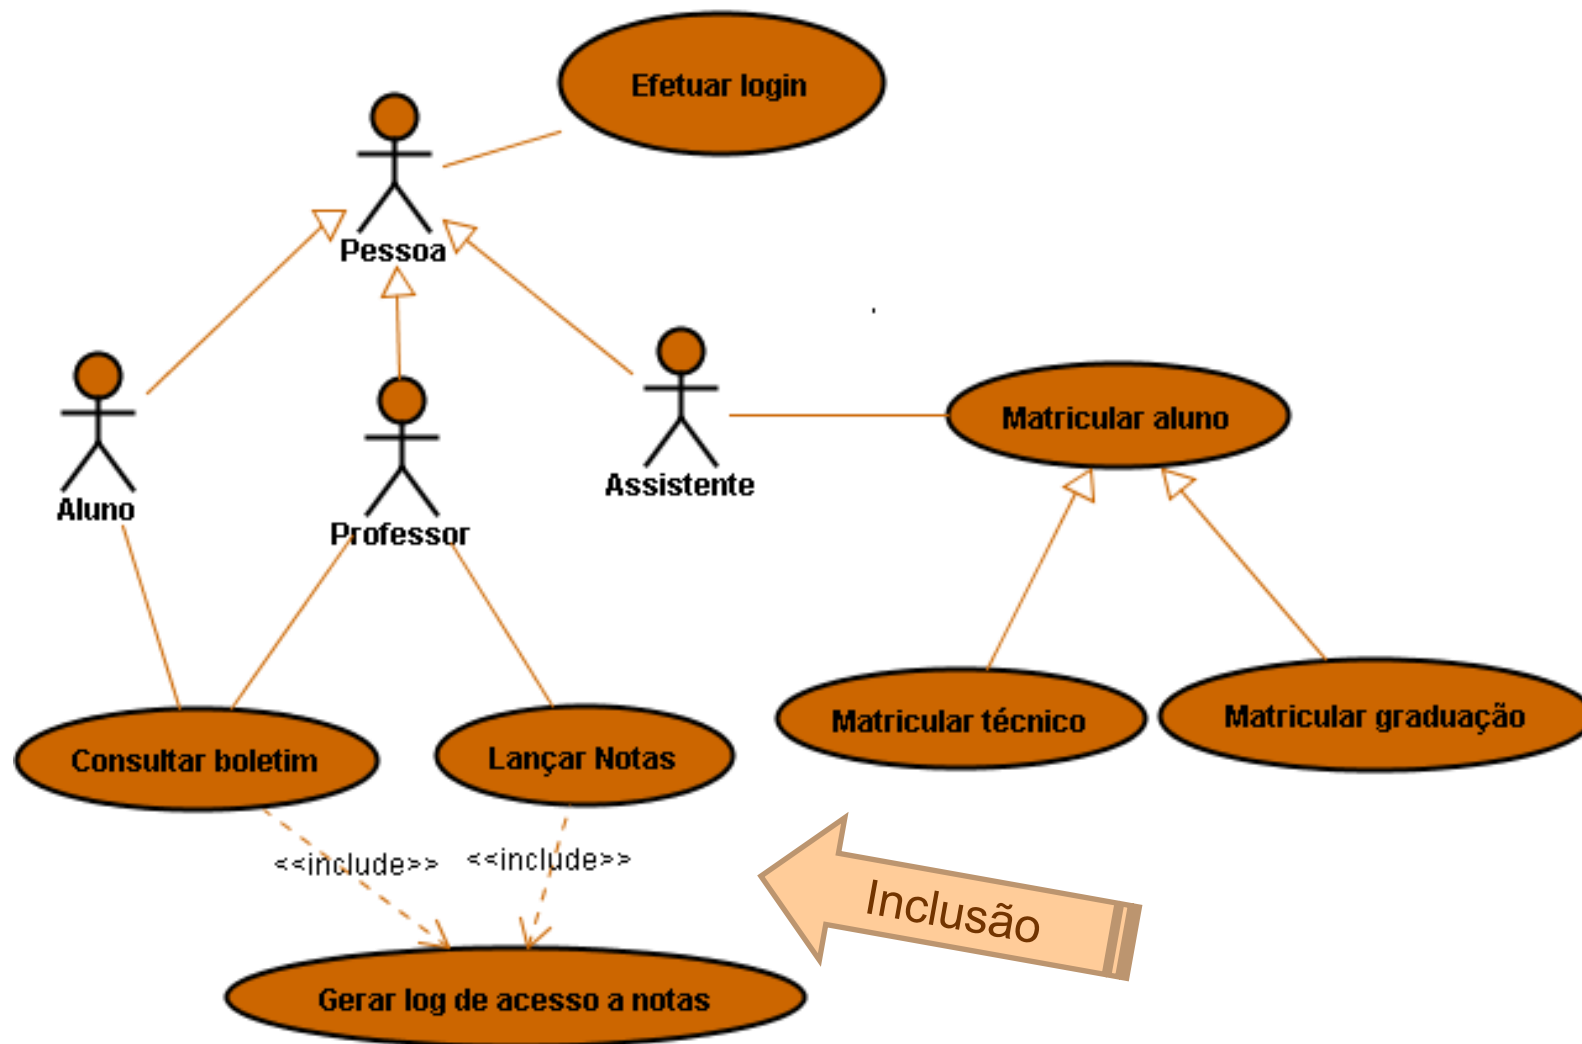 Efetuar login
Pessoa
Aluno
Professor
Assistente
Matricular aluno
Matricular técnico
Matricular graduação
Consultar boletim
Lançar Notas
<<include>>
<<include>>
Inclusão
Gerar log de acesso a notas